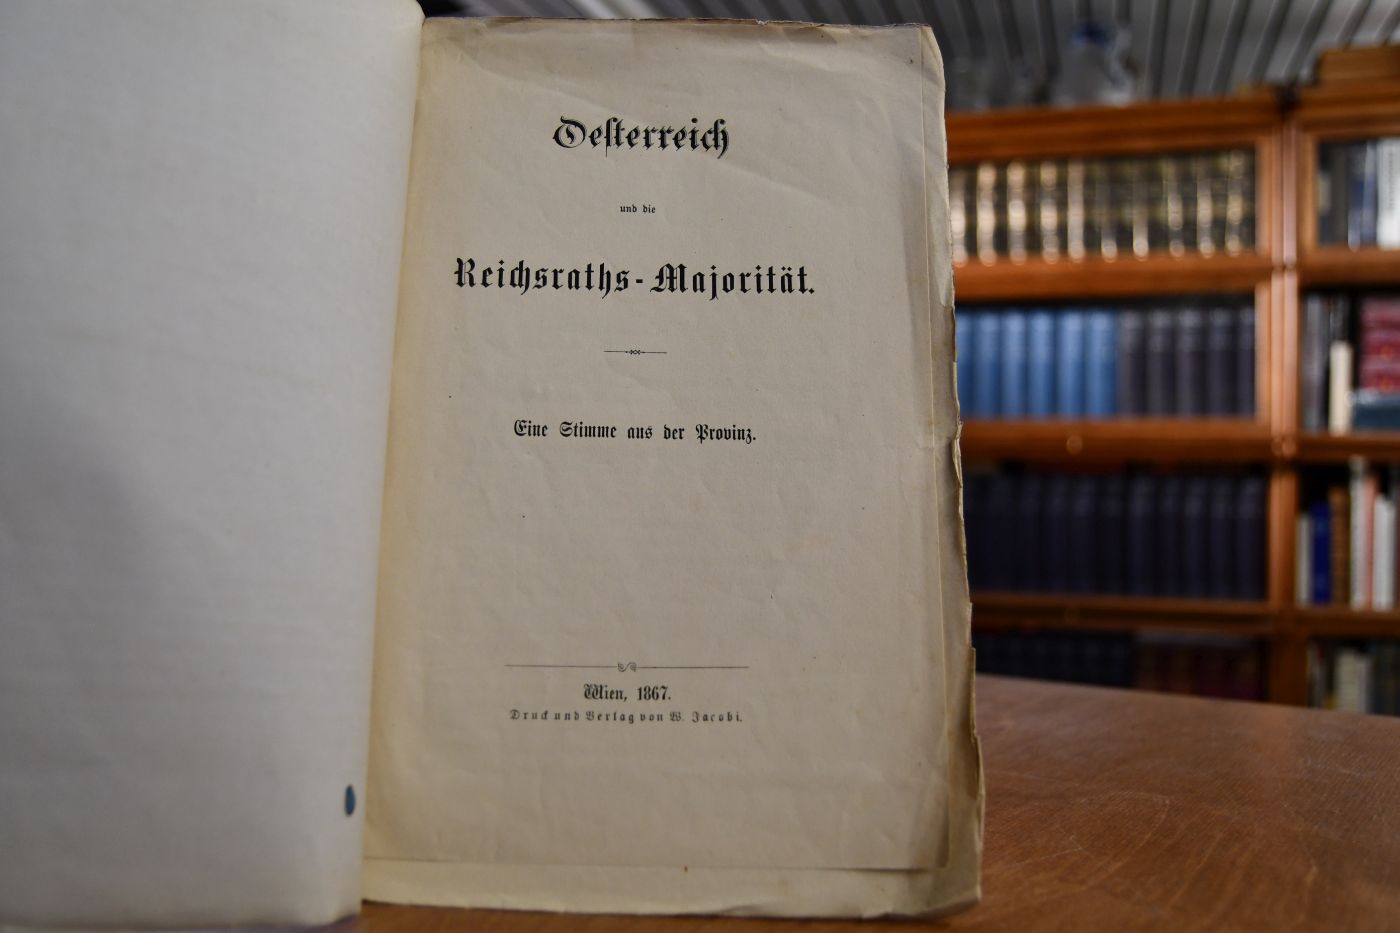 Oeſterreich
und die
Reichsraths-Majorität.
Eine Stimme aus der Provinz.
Wien, 1867.
Druck und Verlag von W. Jacobi.